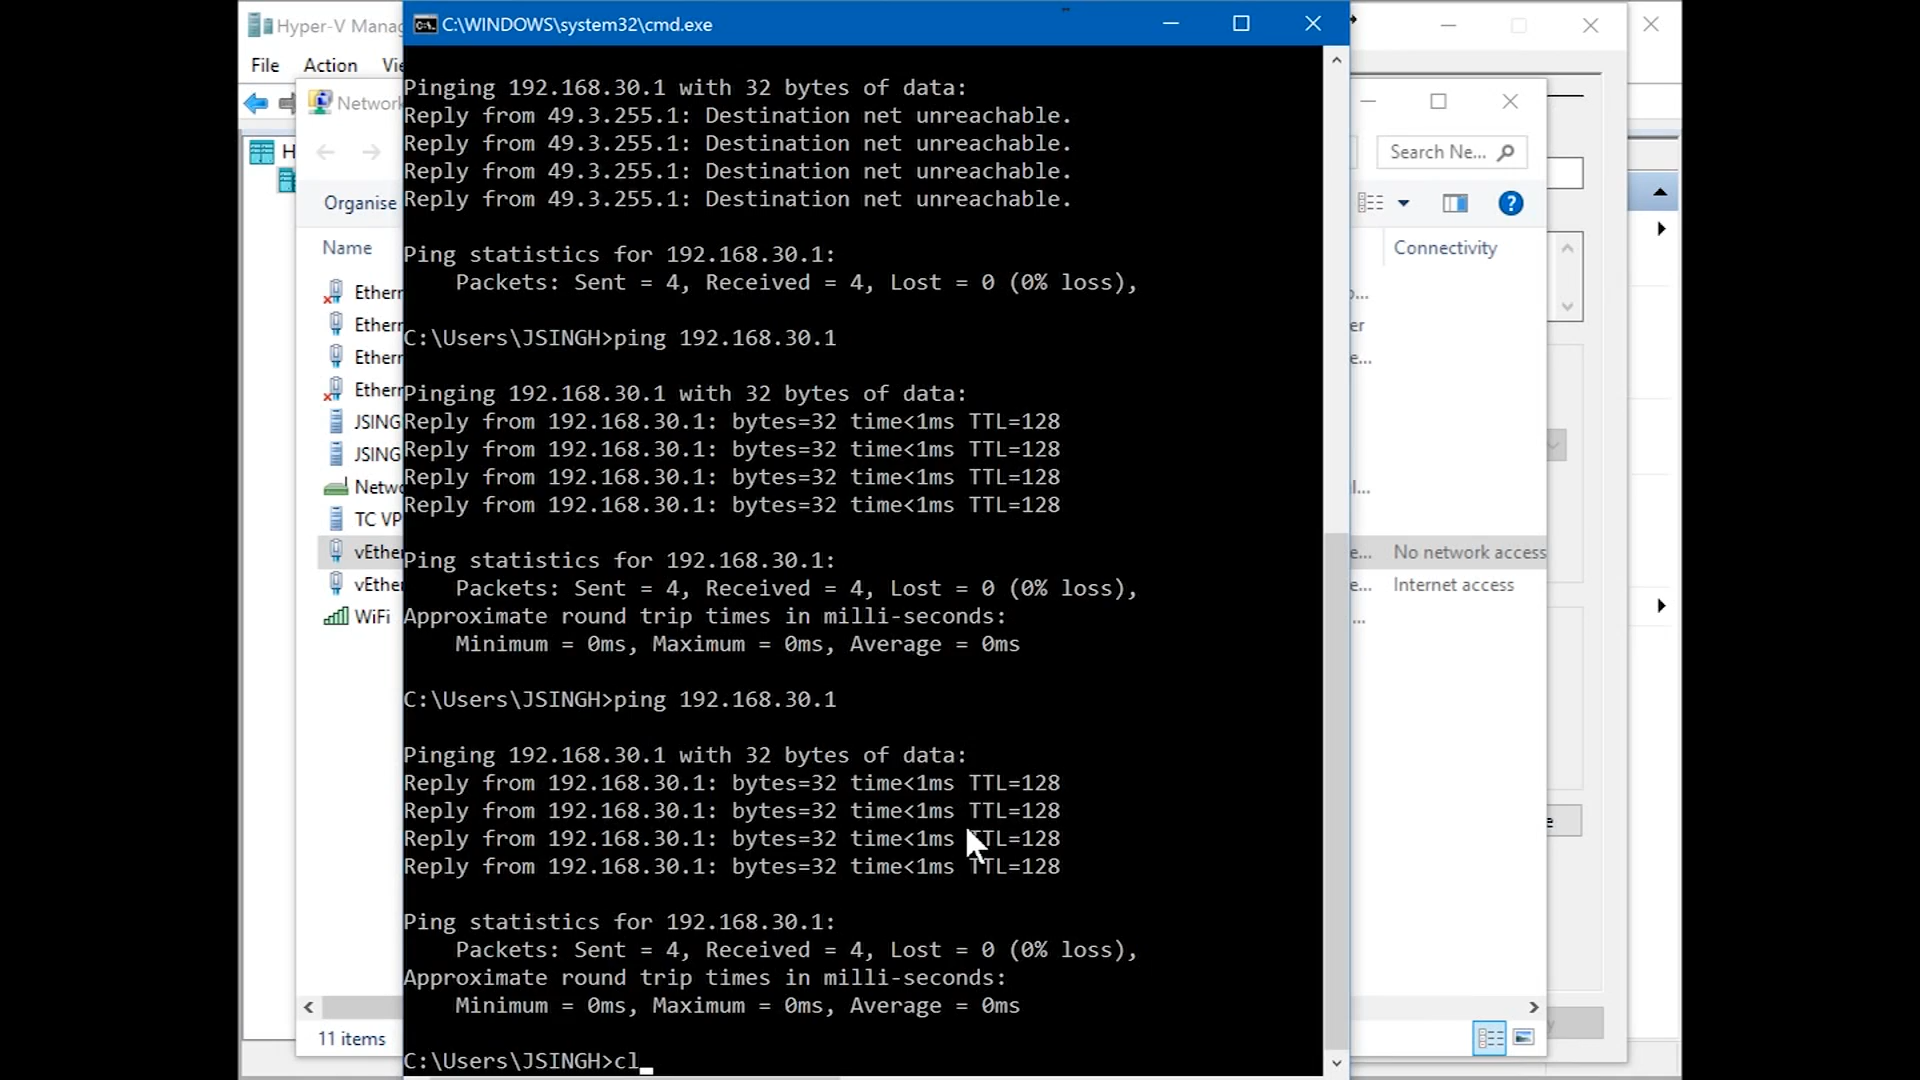 Hyper-V Manag
File Action Vie
Network
H
Organise
Name
Ethern
Ethern
Ethern
Ethern
JSING
JSING
Netwo
TC VP
vEther
vEther
WiFi
11 items
C:\WINDOWS\system32\cmd.exe
Pinging 192.168.30.1 with 32 bytes of data:
Reply from 49.3.255.1: Destination net unreachable.
Reply from 49.3.255.1: Destination net unreachable.
Reply from 49.3.255.1: Destination net unreachable.
Reply from 49.3.255.1: Destination net unreachable.
Ping statistics for 192.168.30.1:
Packets: Sent = 4, Received = 4, Lost = 0 (0% loss),
C:\Users\JSINGH>ping 192.168.30.1
Pinging 192.168.30.1 with 32 bytes of data:
Reply from 192.168.30.1: bytes=32 time<1ms TTL=128
Reply from 192.168.30.1: bytes=32 time<1ms TTL=128
Reply from 192.168.30.1: bytes=32 time<1ms TTL=128
Reply from 192.168.30.1: bytes=32 time<1ms TTL=128
Ping statistics for 192.168.30.1:
Packets: Sent = 4, Received = 4, Lost = 0 (0% loss),
Approximate round trip times in milli-seconds:
Minimum = 0ms, Maximum = 0ms, Average = 0ms
C:\Users\JSINGH>ping 192.168.30.1
Pinging 192.168.30.1 with 32 bytes of data:
Reply from 192.168.30.1: bytes=32 time<1ms TTL=128
Reply from 192.168.30.1: bytes=32 time<1ms TTL=128
Reply from 192.168.30.1: bytes=32 time<1ms TTL=128
Reply from 192.168.30.1: bytes=32 time<1ms TTL=128
Ping statistics for 192.168.30.1:
Packets: Sent = 4, Received = 4, Lost = 0 (0% loss),
Approximate round trip times in milli-seconds:
Minimum = 0ms, Maximum = 0ms, Average = 0ms
C:\Users\JSINGH>cl
Search Ne...
Connectivity
er
e...
e... No network access
e... Internet access